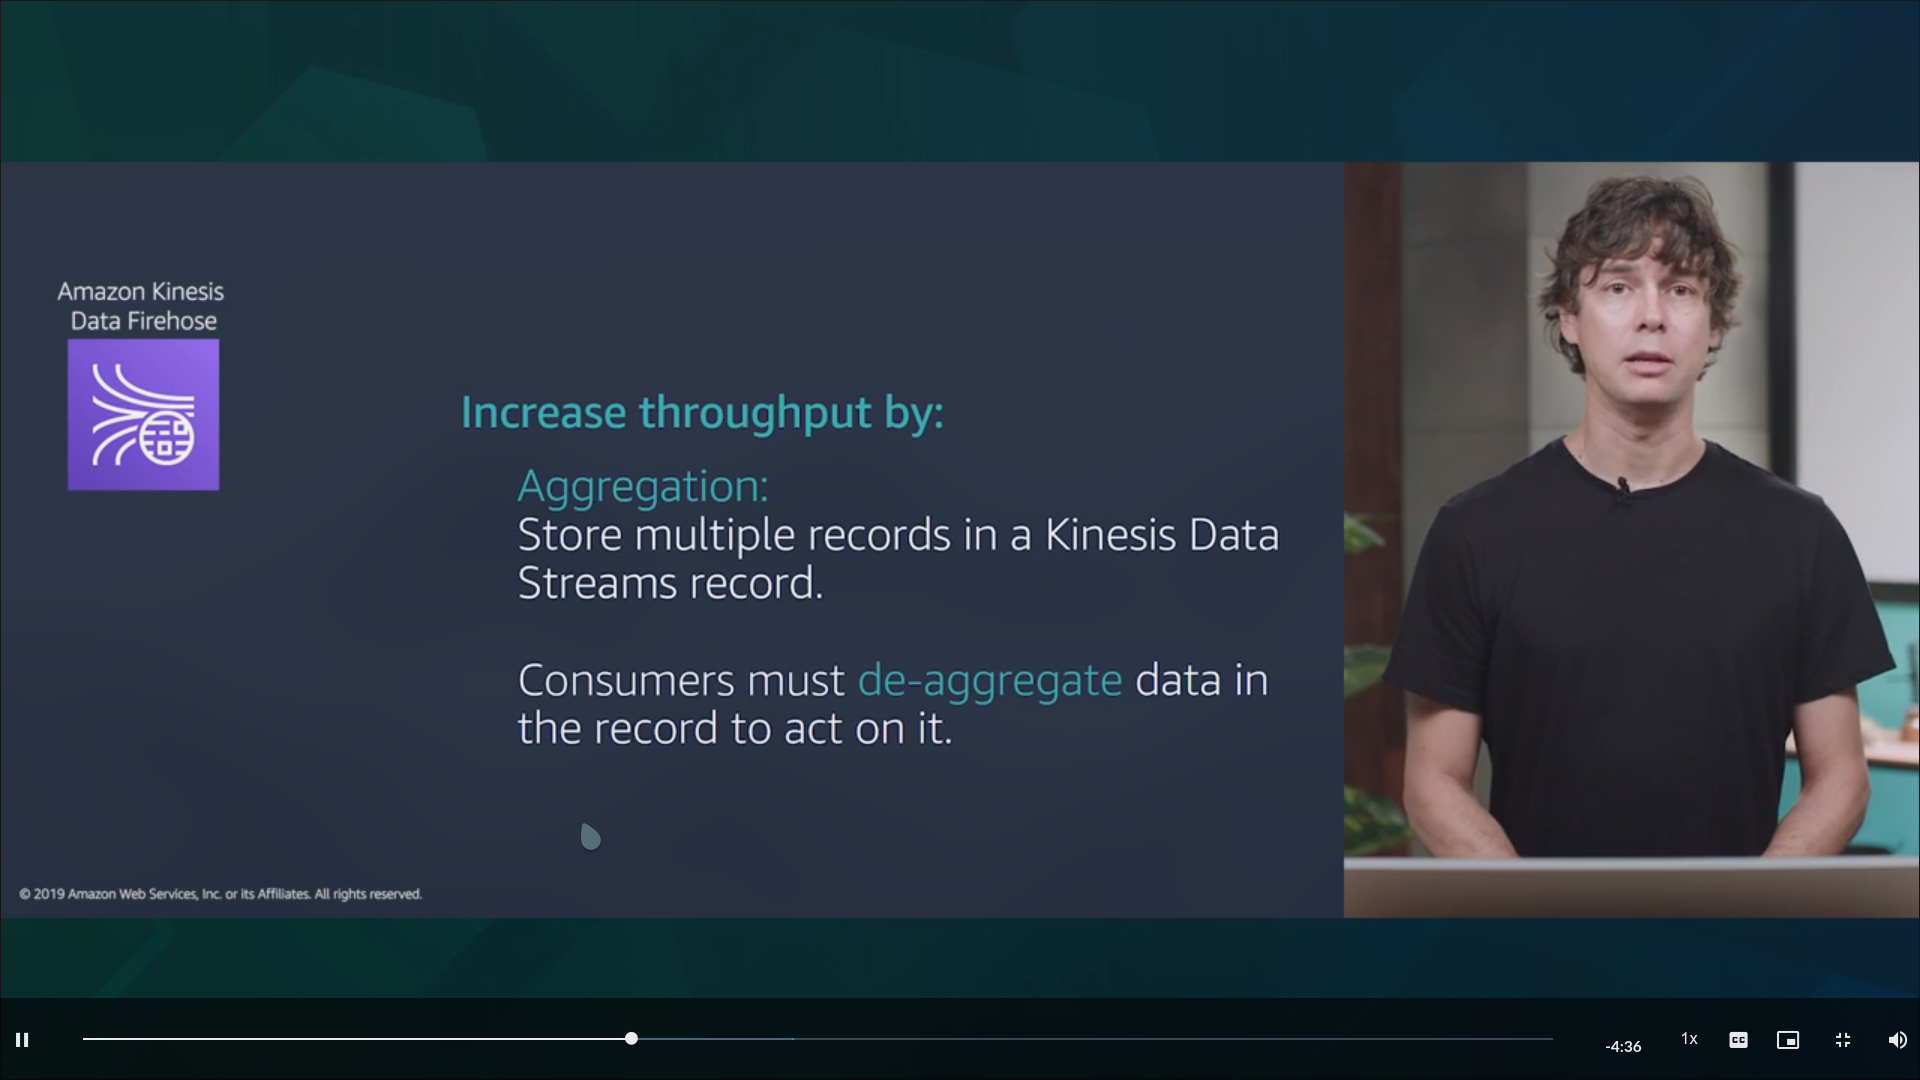 Amazon Kinesis
Data Firehose
Increase throughput by:
Aggregation:
Store multiple records in a Kinesis Data
Streams record.
Consumers must de-aggregate data in
the record to act on it.
© 2019 Amazon Web Services, Inc. or its Affiliates. All rights reserved.
-4:36
1x
CC